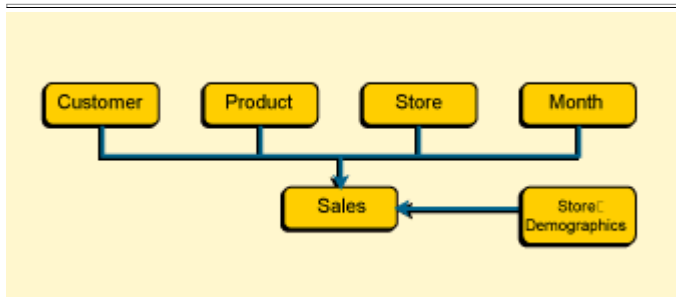 Customer
Product
Store
Month
Sales
Store
Demographics